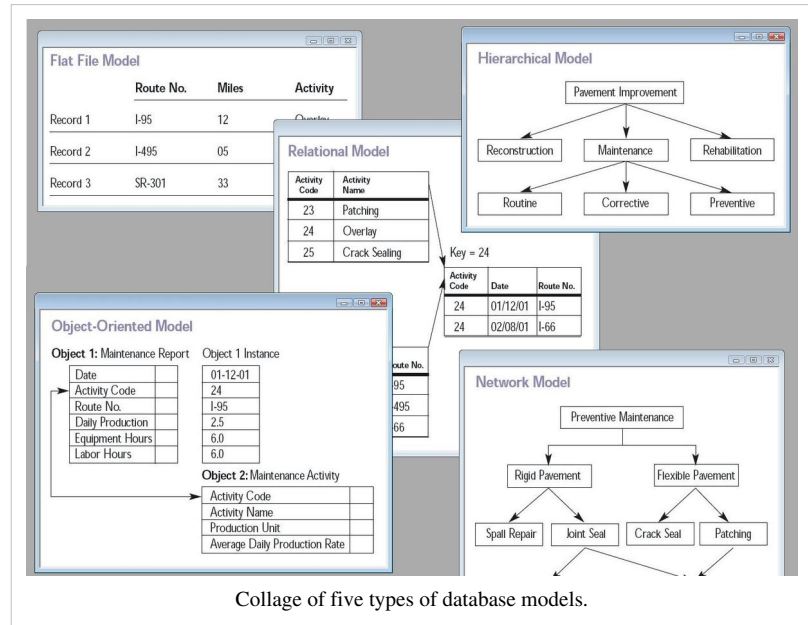 Flat File Model
Route No. Miles Activity
Record 1 I-95 12 Overlay
Record 2 I-495 05
Record 3 SR-301 33
Hierarchical Model
Pavement Improvement
Reconstruction Maintenance Rehabilitation
Routine Corrective Preventive
Relational Model
Activity Code Activity Name
23 Patching
24 Overlay
25 Crack Sealing
Key = 24
Activity Code Date Route No.
24 01/12/01 I-95
24 02/08/01 I-66
oute No.
95
495
66
Object-Oriented Model
Object 1: Maintenance Report Object 1 Instance
Date 01-12-01
Activity Code 24
Route No. I-95
Daily Production 2.5
Equipment Hours 6.0
Labor Hours 6.0
Object 2: Maintenance Activity
Activity Code
Activity Name
Production Unit
Average Daily Production Rate
Network Model
Preventive Maintenance
Rigid Pavement Flexible Pavement
Spall Repair Joint Seal Crack Seal Patching
Collage of five types of database models.